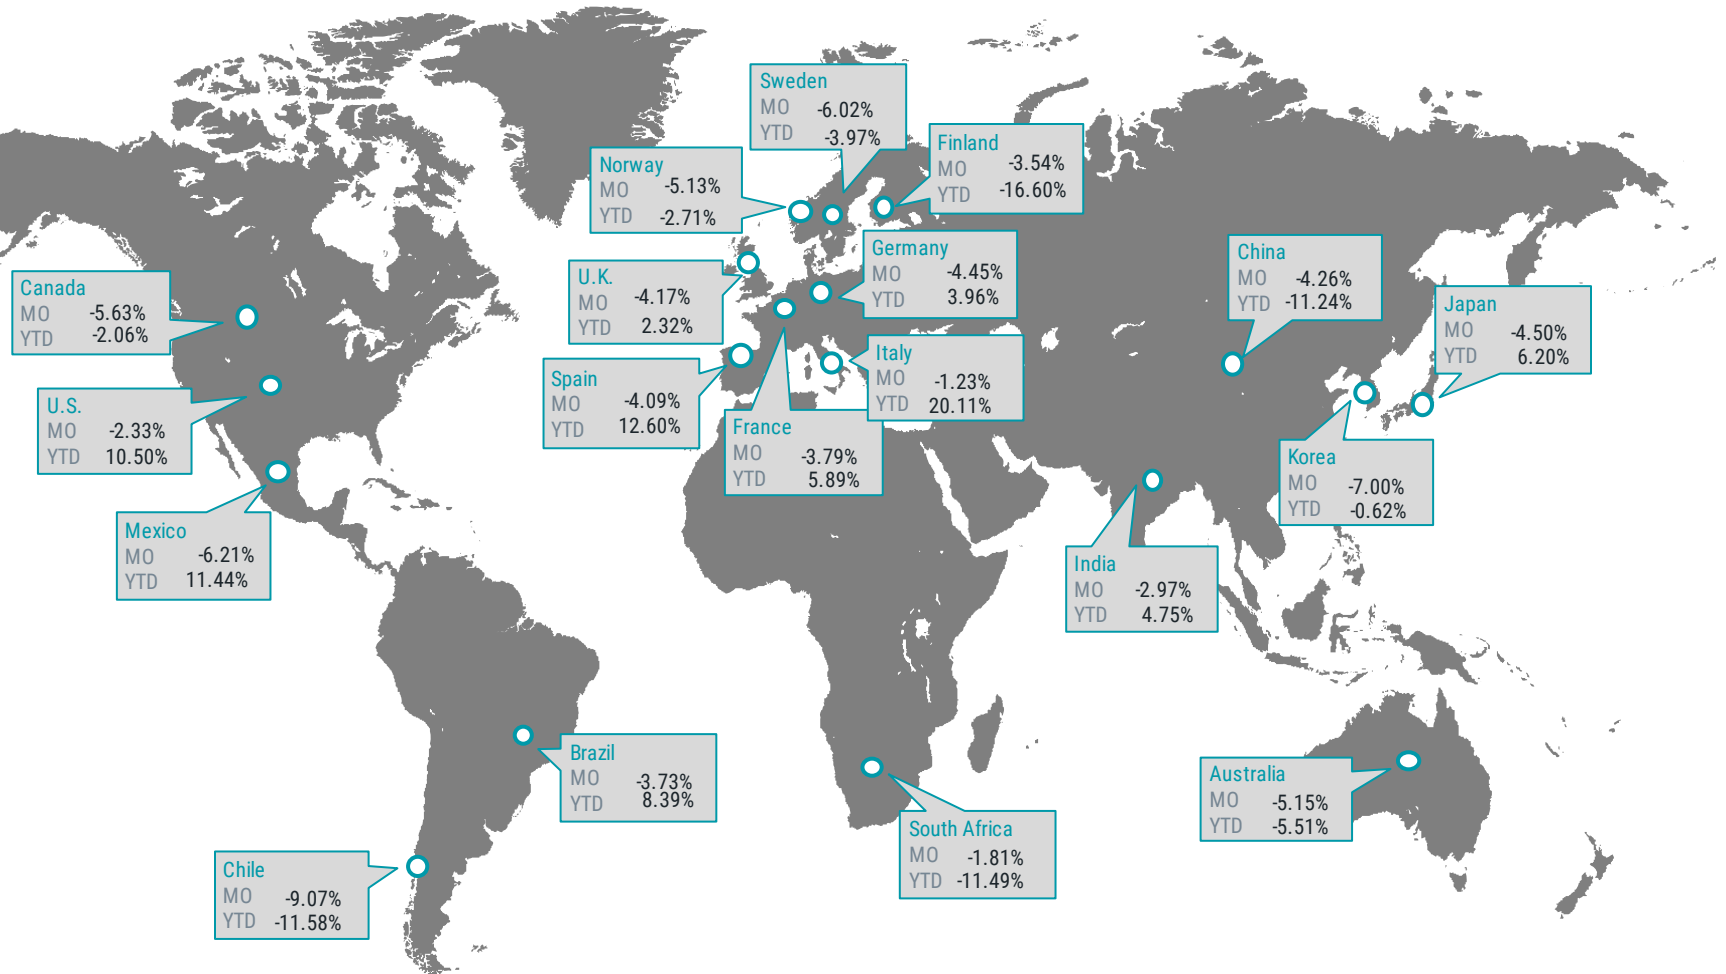 Sweden
MO -6.02%
YTD -3.97%
Finland
MO -3.54%
YTD -16.60%
Norway
MO -5.13%
YTD -2.71%
Germany
MO -4.45%
YTD 3.96%
China
MO -4.26%
YTD -11.24%
U.K.
MO -4.17%
YTD 2.32%
Canada
MO -5.63%
YTD -2.06%
Japan
MO -4.50%
YTD 6.20%
Italy
MO -1.23%
YTD 20.11%
Spain
MO -4.09%
YTD 12.60%
U.S.
MO -2.33%
YTD 10.50%
France
MO -3.79%
YTD 5.89%
Korea
MO -7.00%
YTD -0.62%
Mexico
MO -6.21%
YTD 11.44%
India
MO -2.97%
YTD 4.75%
Brazil
MO -3.73%
YTD 8.39%
Australia
MO -5.15%
YTD -5.51%
South Africa
MO -1.81%
YTD -11.49%
Chile
MO -9.07%
YTD -11.58%